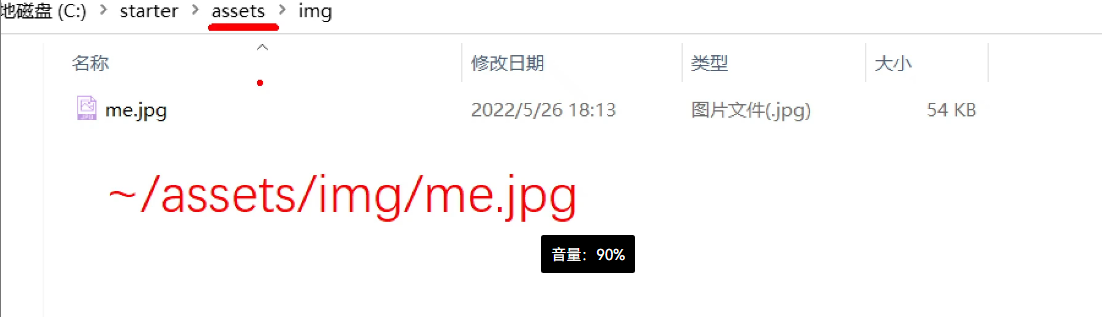 地磁盘 (C:) > starter > assets > img
名称 修改日期 类型 大小
me.jpg 2022/5/26 18:13 图片文件(.jpg) 54 KB
~/assets/img/me.jpg
音量：90%